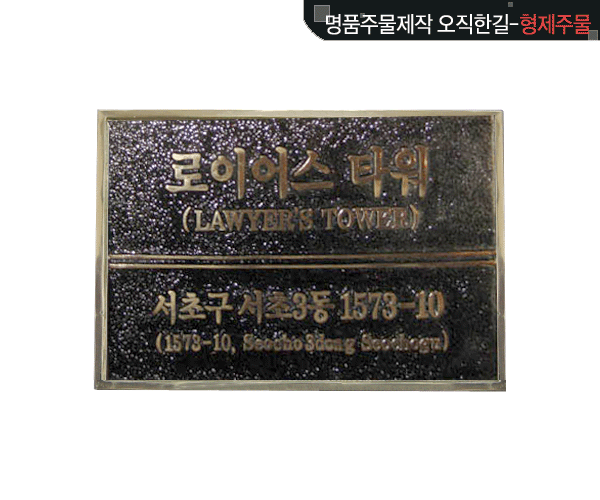 명품주물제작 오직한길-형제주물
로이어스 타워
(LAWYER'S TOWER)
서초구 서초3동 1573-10
(1573-10, Seocho 3dong Seochogu)